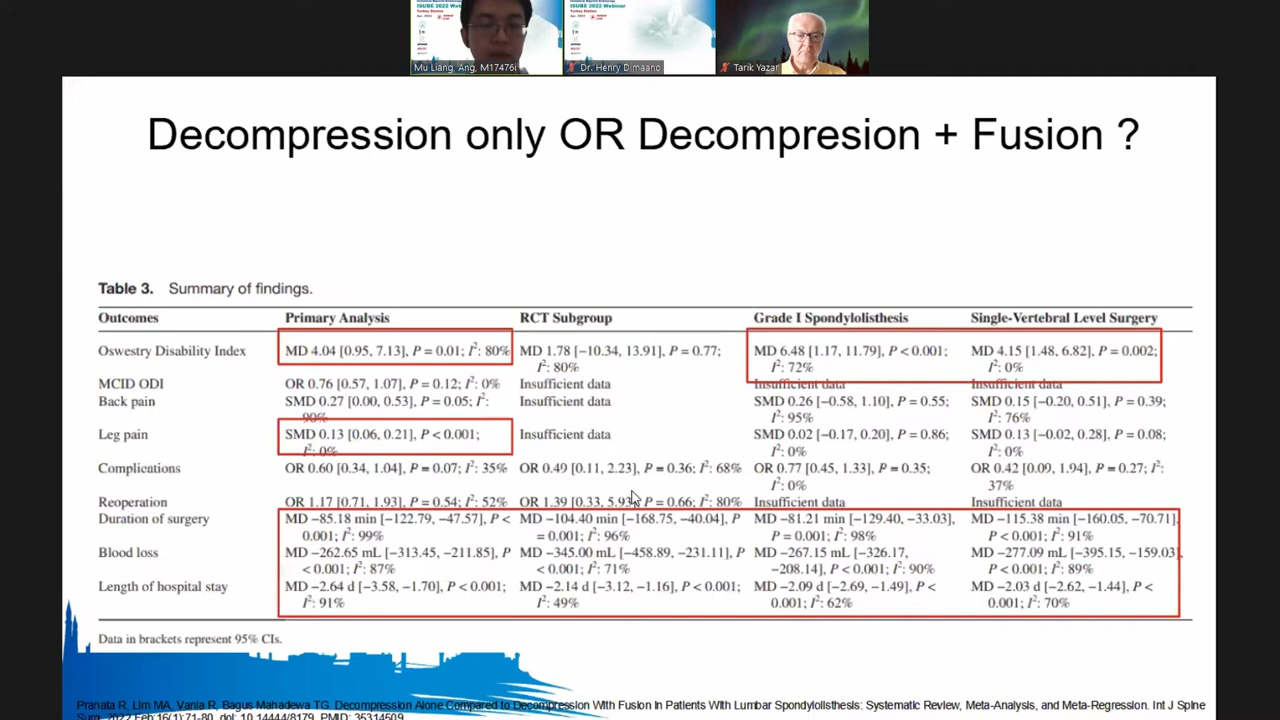 ISUBE 2022 Webinar
ISUBE 2022 Webinar
Mu Liang, Ang, M17476i
Dr. Henry Dimaano
Tarik Yazar
Decompression only OR Decompresion + Fusion ?
Table 3. Summary of findings.
Outcomes Primary Analysis RCT Subgroup Grade I Spondylolisthesis Single-Vertebral Level Surgery
Oswestry Disability Index MD 4.04 [0.95, 7.13], P = 0.01; I²: 80% MD 1.78 [−10.34, 13.91], P = 0.77; MD 6.48 [1.17, 11.79], P < 0.001; MD 4.15 [1.48, 6.82], P = 0.002;
I²: 80% I²: 72% I²: 0%
MCID ODI OR 0.76 [0.57, 1.07], P = 0.12; I²: 0% Insufficient data Insufficient data Insufficient data
Back pain SMD 0.27 [0.00, 0.53], P = 0.05; I²: Insufficient data SMD 0.26 [−0.58, 1.10], P = 0.55; SMD 0.15 [−0.20, 0.51], P = 0.39;
90% I²: 95% I²: 76%
Leg pain SMD 0.13 [0.06, 0.21], P < 0.001; Insufficient data SMD 0.02 [−0.17, 0.20], P = 0.86; SMD 0.13 [−0.02, 0.28], P = 0.08;
I²: 0% I²: 0% I²: 0%
Complications OR 0.60 [0.34, 1.04], P = 0.07; I²: 35% OR 0.49 [0.11, 2.23], P = 0.36; I²: 68% OR 0.77 [0.45, 1.33], P = 0.35; OR 0.42 [0.09, 1.94], P = 0.27; I²:
I²: 0% 37%
Reoperation OR 1.17 [0.71, 1.93], P = 0.54; I²: 52% OR 1.39 [0.33, 5.93], P = 0.66; I²: 80% Insufficient data Insufficient data
Duration of surgery MD −85.18 min [−122.79, −47.57], P < MD −104.40 min [−168.75, −40.04], P MD −81.21 min [−129.40, −33.03], MD −115.38 min [−160.05, −70.71],
0.001; I²: 99% = 0.001; I²: 96% P = 0.001; I²: 98% P < 0.001; I²: 91%
Blood loss MD −262.65 mL [−313.45, −211.85], P MD −345.00 mL [−458.89, −231.11], P MD −267.15 mL [−326.17, MD −277.09 mL [−395.15, −159.03],
< 0.001; I²: 87% < 0.001; I²: 71% −208.14], P < 0.001; I²: 90% P < 0.001; I²: 89%
Length of hospital stay MD −2.64 d [−3.58, −1.70], P < 0.001; MD −2.14 d [−3.12, −1.16], P < 0.001; MD −2.09 d [−2.69, −1.49], P < MD −2.03 d [−2.62, −1.44], P <
I²: 91% I²: 49% 0.001; I²: 62% 0.001; I²: 70%
Data in brackets represent 95% CIs.
Pranata R, Lim MA, Vania R, Bagus Mahadewa TG. Decompression Alone Compared to Decompression With Fusion in Patients With Lumbar Spondylolisthesis: Systematic Review, Meta-Analysis, and Meta-Regression. Int J Spine
Surg. 2022 Feb;16(1):71-80. doi: 10.14444/8179. PMID: 35314509.